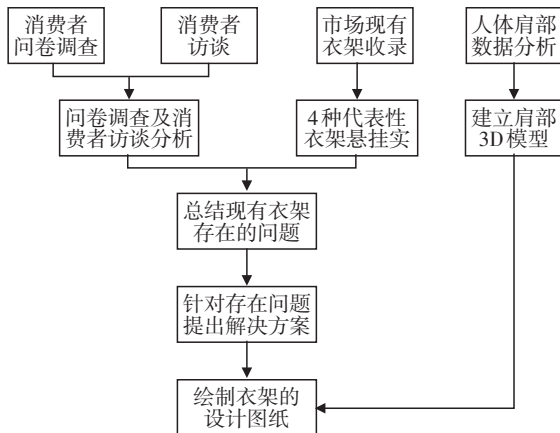 消费者
问卷调查
消费者
访谈
市场现有
衣架收录
人体肩部
数据分析
问卷调查及消
费者访谈分析
4种代表性
衣架悬挂实
建立肩部
3D模型
总结现有衣架
存在的问题
针对存在问题
提出解决方案
绘制衣架的
设计图纸